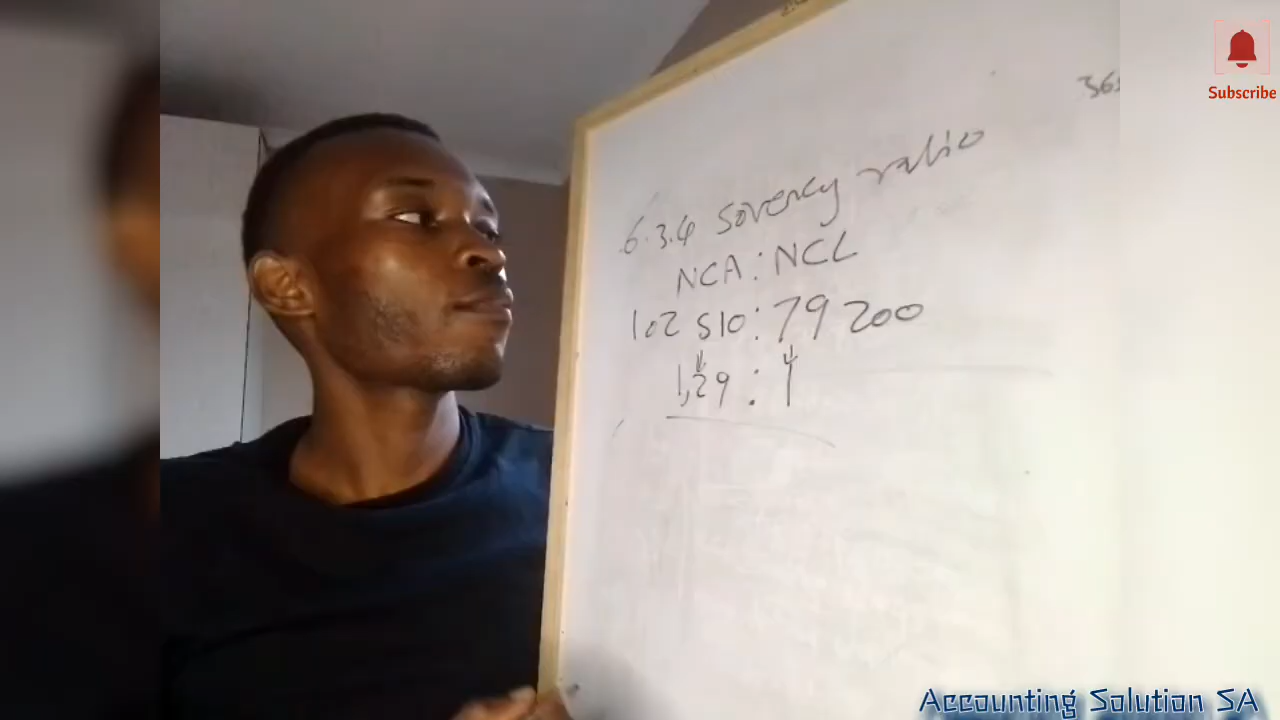 Subscribe
6.3.4 Sovency ratio
NCA : NCL
102 510 : 79 200
1,29 : 1
Accounting Solution SA